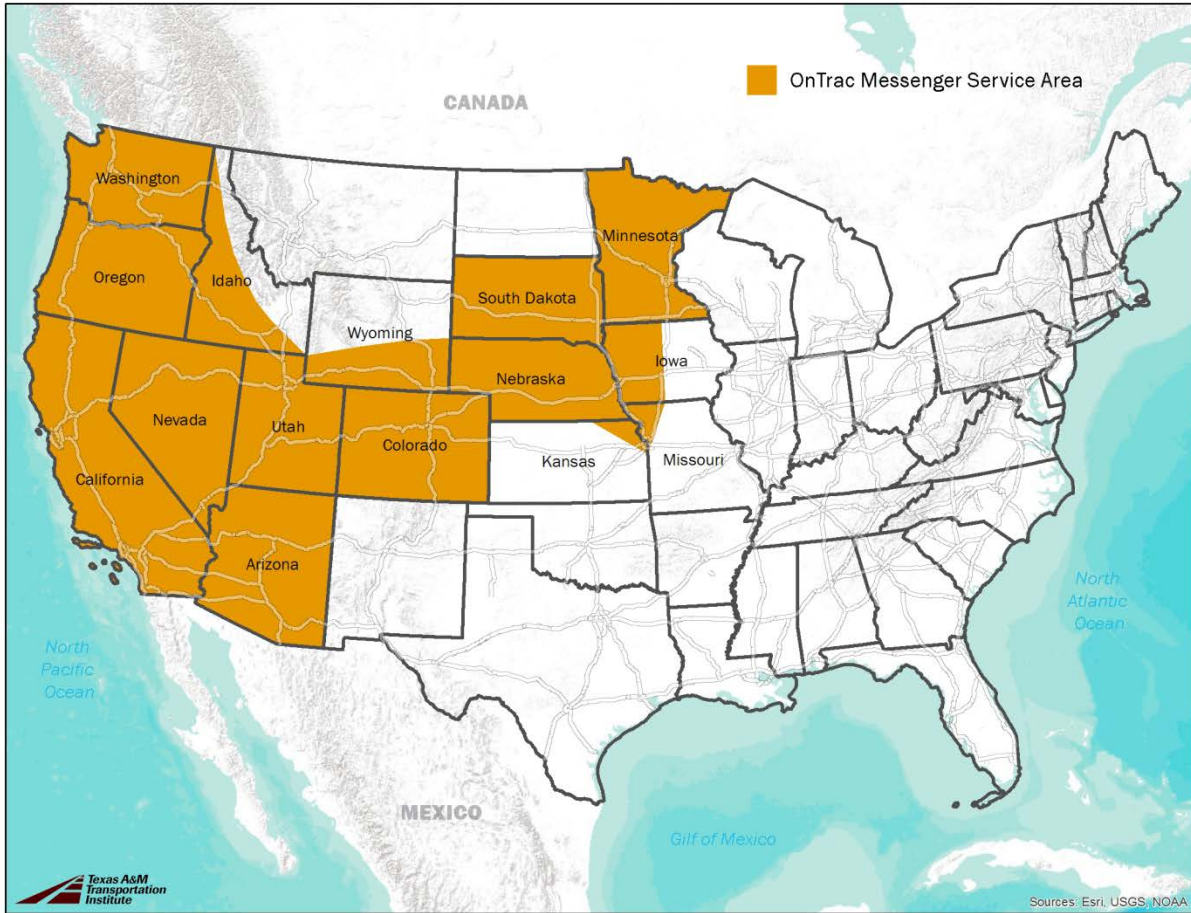 OnTrac Messenger Service Area
CANADA
Washington
Minnesota
Oregon
Idaho
South Dakota
Wyoming
Iowa
Nebraska
Nevada
Utah
Colorado
Kansas
Missouri
California
Arizona
North
Atlantic
Ocean
North
Pacific
Ocean
MEXICO
Gilf of Mexico
Texas A&M
Transportation
Institute
Sources: Esri, USGS, NOAA